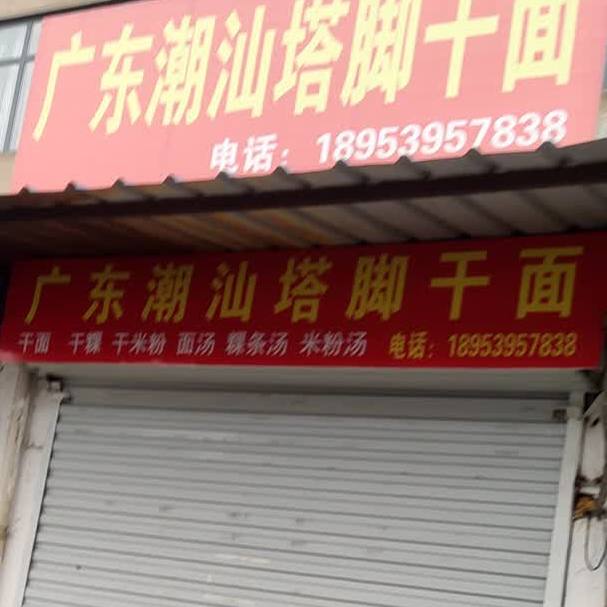 广东潮汕塔脚干面
电话：18953957838
广东潮汕塔脚干面
干面 干粿 干米粉 面汤 粿条汤 米粉汤 电话：18953957838